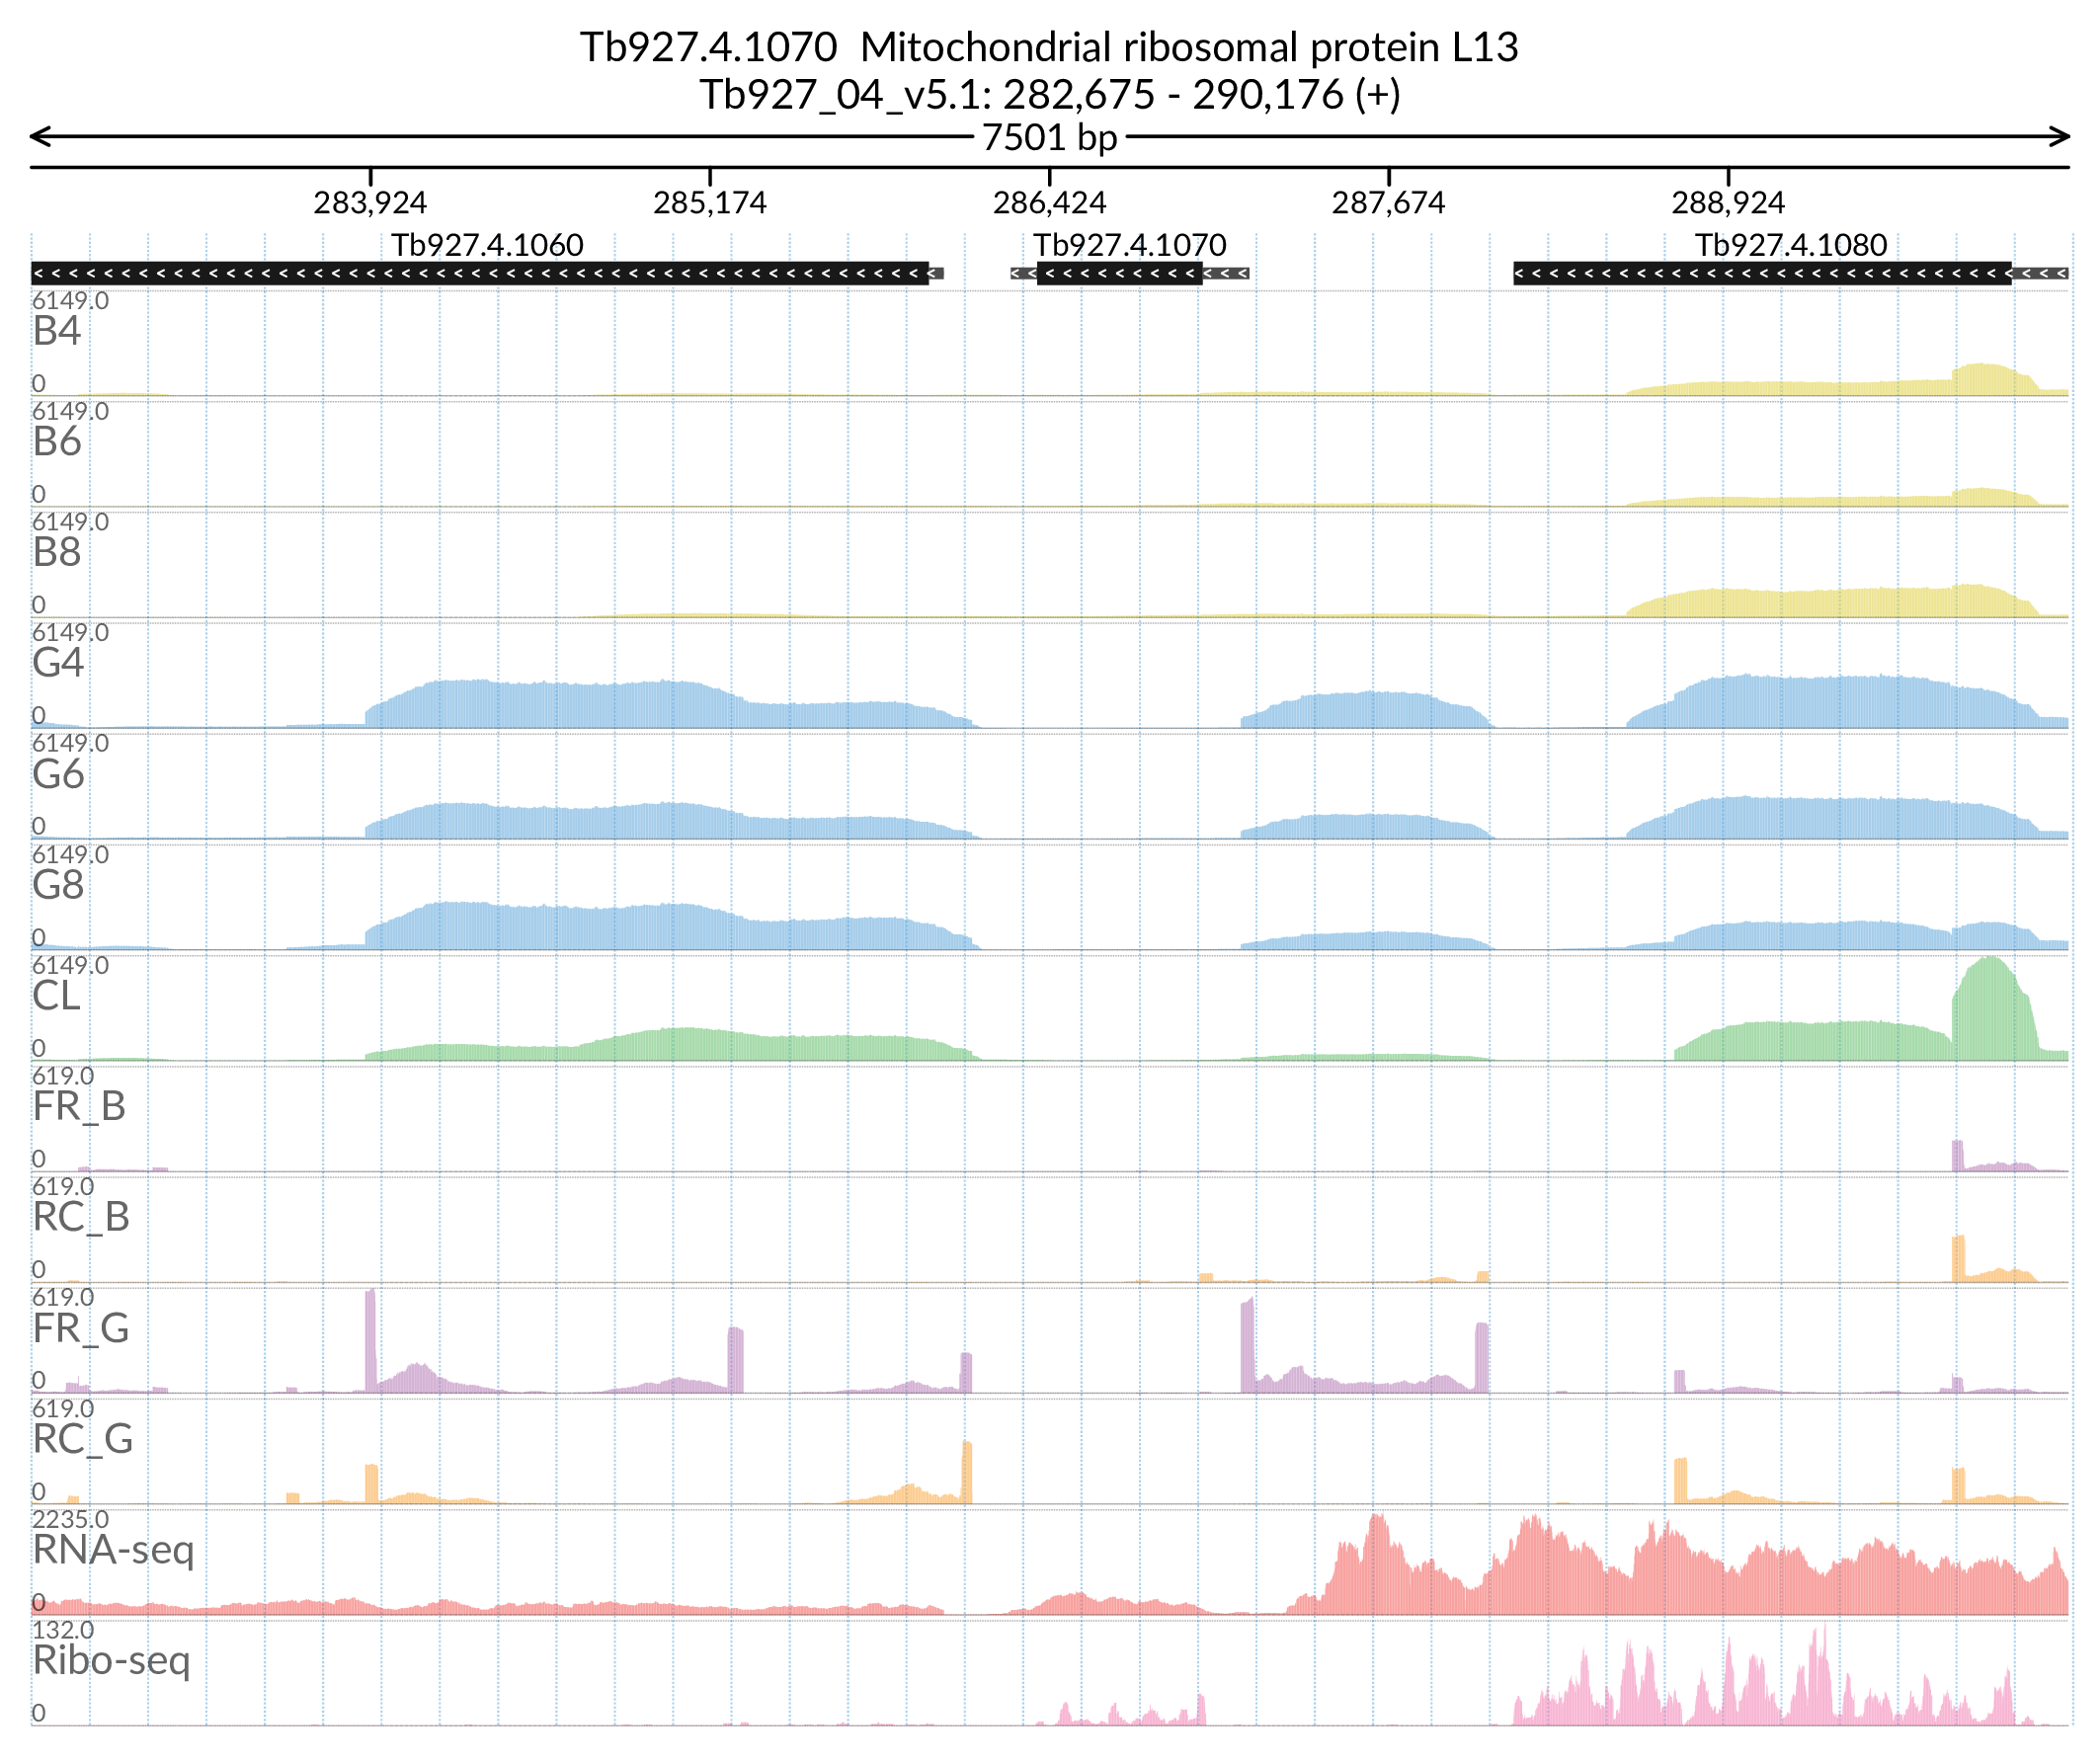 Tb927.4.1070  Mitochondrial ribosomal protein L13
Tb927_04_v5.1: 282,675 - 290,176 (+)
7501 bp
283,924 285,174 286,424 287,674 288,924
Tb927.4.1060 Tb927.4.1070 Tb927.4.1080
6149.0
B4
0
6149.0
B6
0
6149.0
B8
0
6149.0
G4
0
6149.0
G6
0
6149.0
G8
0
6149.0
CL
0
619.0
FR_B
0
619.0
RC_B
0
619.0
FR_G
0
619.0
RC_G
0
2235.0
RNA-seq
0
132.0
Ribo-seq
0